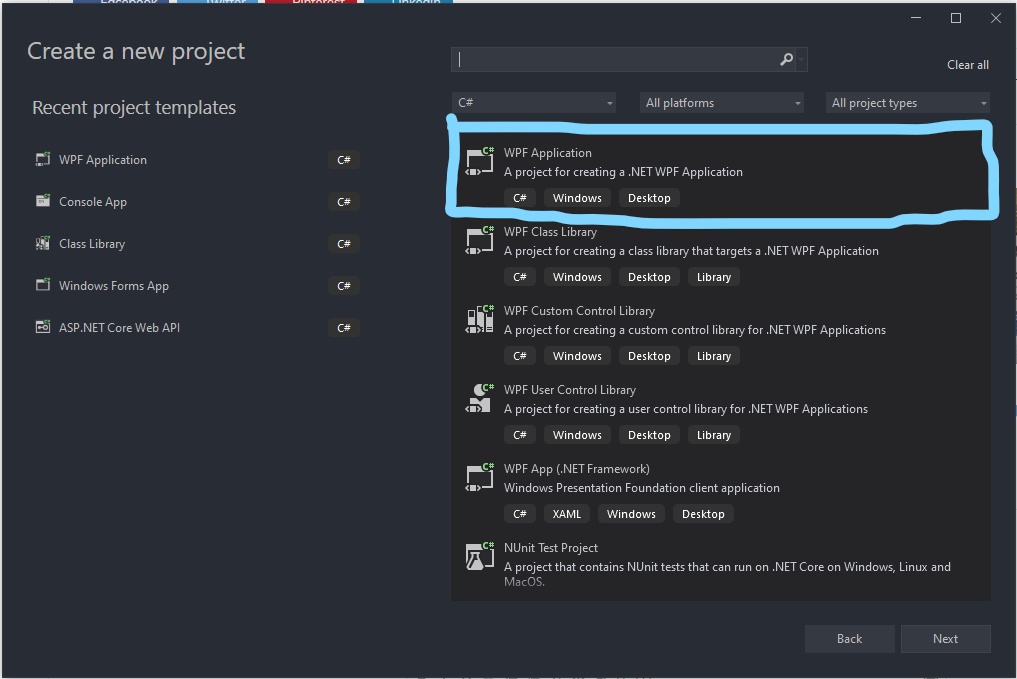 Facebook Twitter Pinterest LinkedIn
Create a new project
Clear all
Recent project templates
C# All platforms All project types
WPF Application C#
Console App C#
Class Library C#
Windows Forms App C#
ASP.NET Core Web API C#
WPF Application
A project for creating a .NET WPF Application
C# Windows Desktop
WPF Class Library
A project for creating a class library that targets a .NET WPF Application
C# Windows Desktop Library
WPF Custom Control Library
A project for creating a custom control library for .NET WPF Applications
C# Windows Desktop Library
WPF User Control Library
A project for creating a user control library for .NET WPF Applications
C# Windows Desktop Library
WPF App (.NET Framework)
Windows Presentation Foundation client application
C# XAML Windows Desktop
NUnit Test Project
A project that contains NUnit tests that can run on .NET Core on Windows, Linux and
MacOS.
Back Next